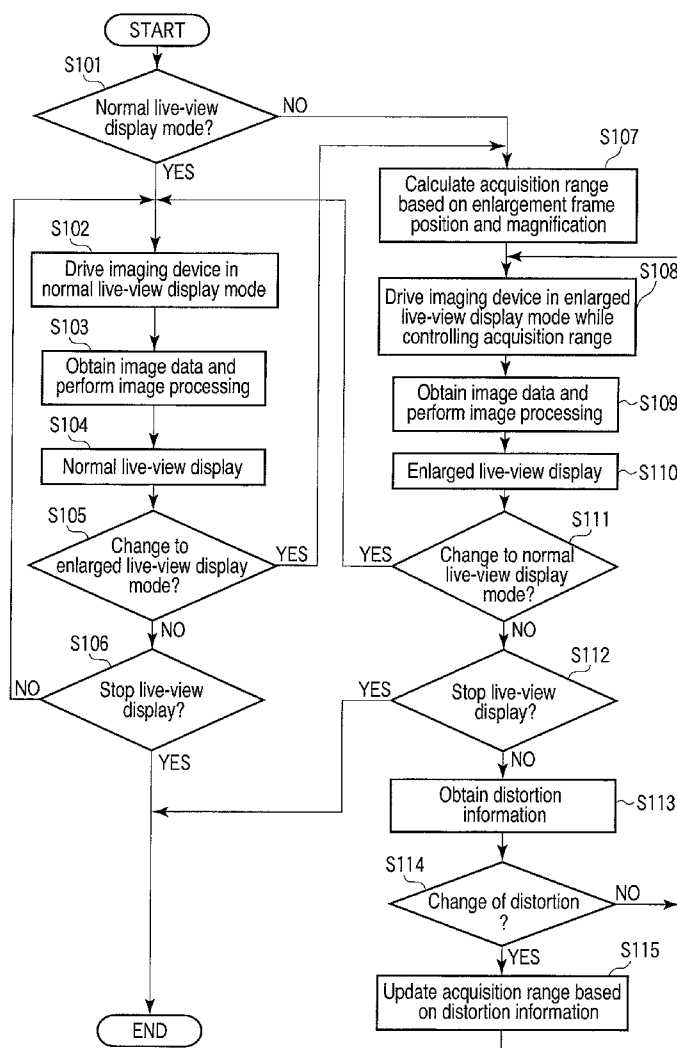 START
S101
Normal live-view
display mode?
NO
YES
S102
Drive imaging device in
normal live-view display mode
S103
Obtain image data and
perform image processing
S104
Normal live-view display
S105
Change to
enlarged live-view display
mode?
YES
NO
S106
Stop live-view
display?
NO
YES
END
S107
Calculate acquisition range
based on enlargement frame
position and magnification
S108
Drive imaging device in enlarged
live-view display mode while
controlling acquisition range
Obtain image data and
perform image processing
S109
Enlarged live-view display
S110
S111
Change to normal
live-view display
mode?
YES
NO
S112
Stop live-view
display?
YES
NO
Obtain distortion
information
S113
S114
Change of distortion
?
NO
YES
S115
Update acquisition range based
on distortion information